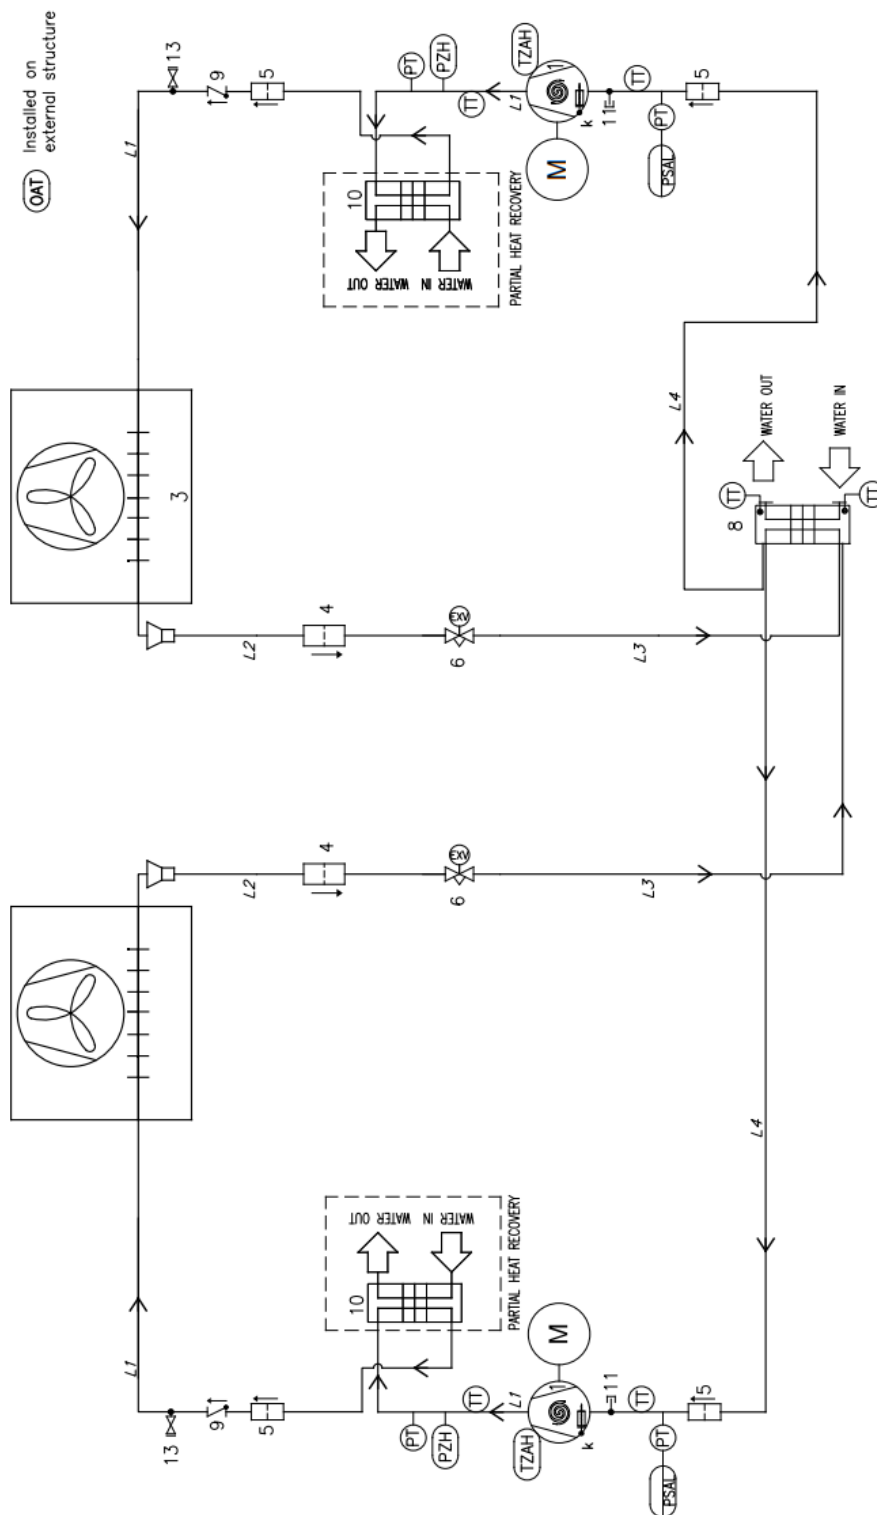 OAT
Installed on
external structure
13
9
5
L1
PT
PZH
TT
TZAH
L1
1
M
k
11
TT
PT
PSAL
5
10
WATER OUT
WATER IN
PARTIAL HEAT RECOVERY
3
L2
4
EXV
6
L3
L4
WATER OUT
WATER IN
TT
TT
8
L2
4
EXV
6
L3
L4
L1
13
9
5
10
WATER OUT
WATER IN
PARTIAL HEAT RECOVERY
PT
PZH
TT
L1
TZAH
1
M
k
11
TT
PT
PSAL
5